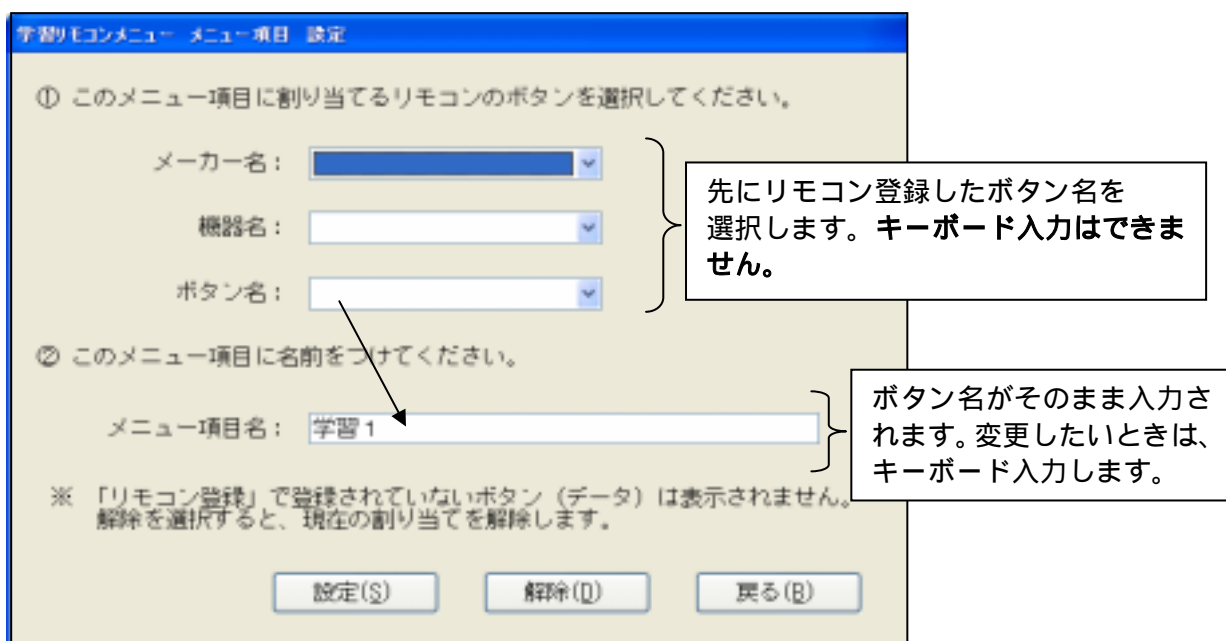 学習リモコンメニュー メニュー項目 設定
① このメニュー項目に割り当てるリモコンのボタンを選択してください。
メーカー名：
機器名：
ボタン名：
先にリモコン登録したボタン名を
選択します。キーボード入力はできま
せん。
② このメニュー項目に名前をつけてください。
メニュー項目名： 学習１
ボタン名がそのまま入力さ
れます。変更したいときは、
キーボード入力します。
※ 「リモコン登録」で登録されていないボタン（データ）は表示されません。
解除を選択すると、現在の割り当てを解除します。
設定(S) 解除(D) 戻る(B)